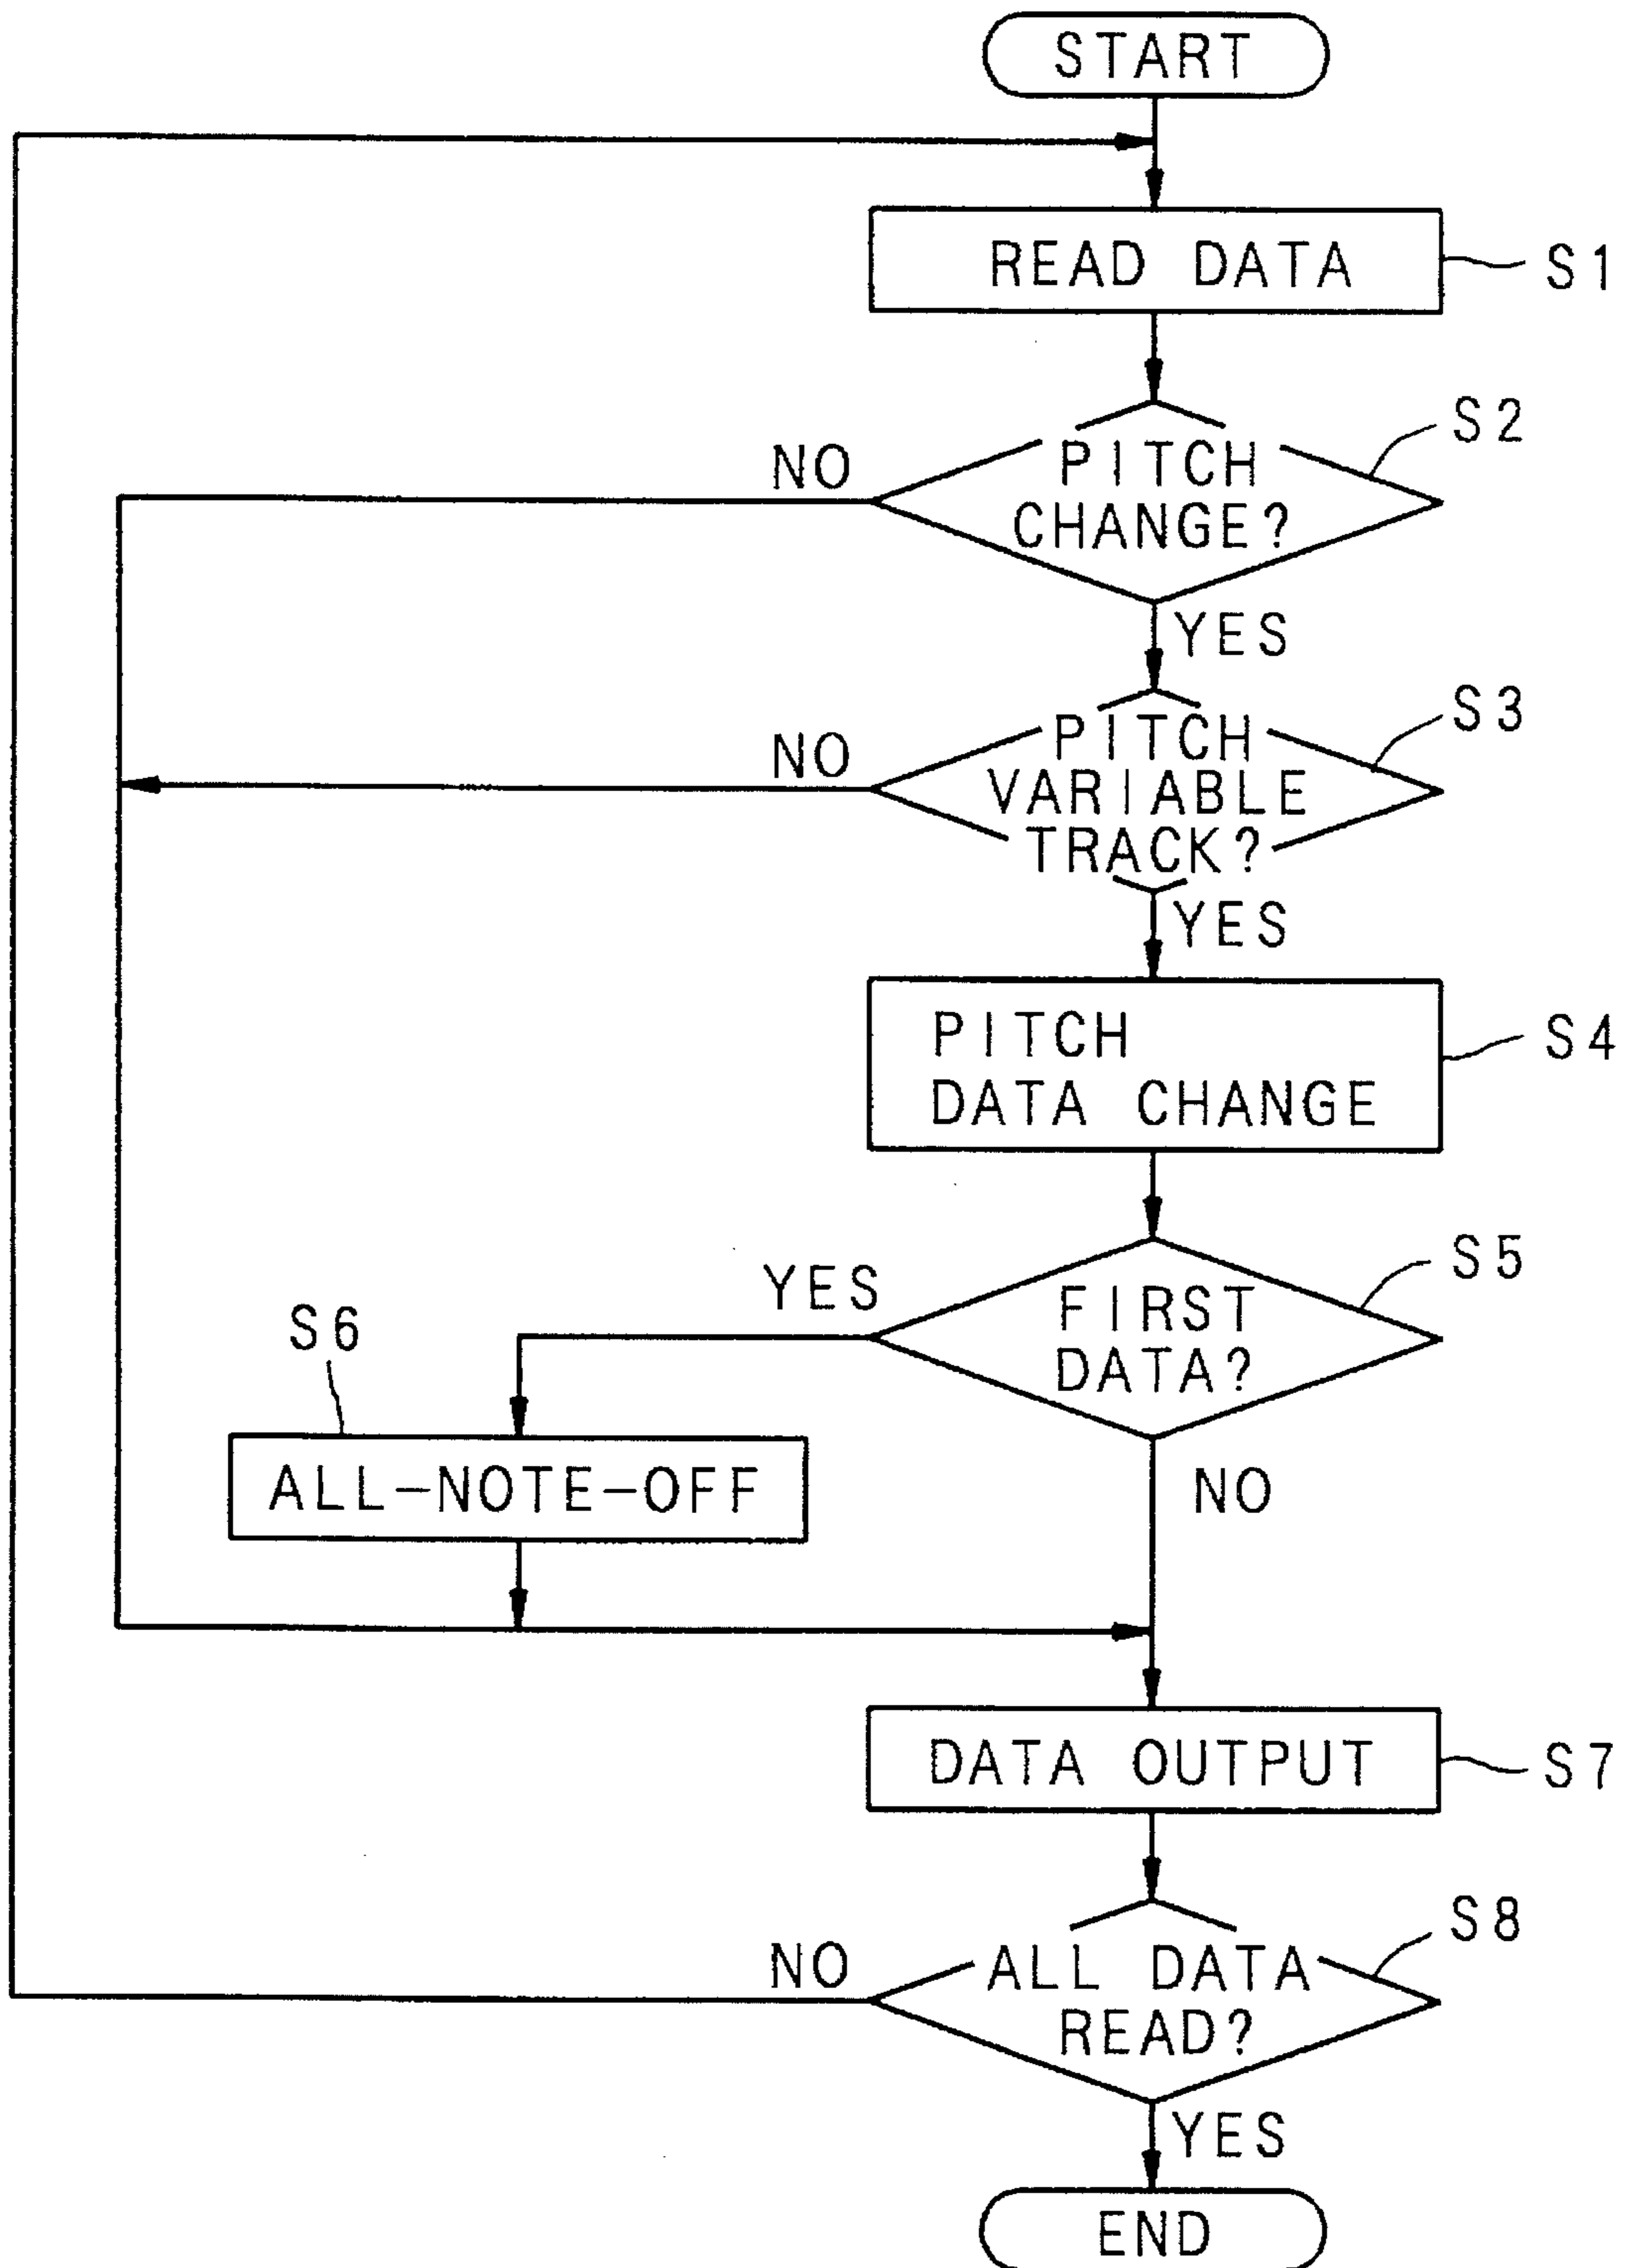 START
READ DATA
S1
S2
NO
PITCH
CHANGE?
YES
S3
NO
PITCH
VARIABLE
TRACK?
YES
PITCH
DATA CHANGE
S4
S5
YES
FIRST
DATA?
S6
ALL-NOTE-OFF
NO
DATA OUTPUT
S7
S8
NO
ALL DATA
READ?
YES
END